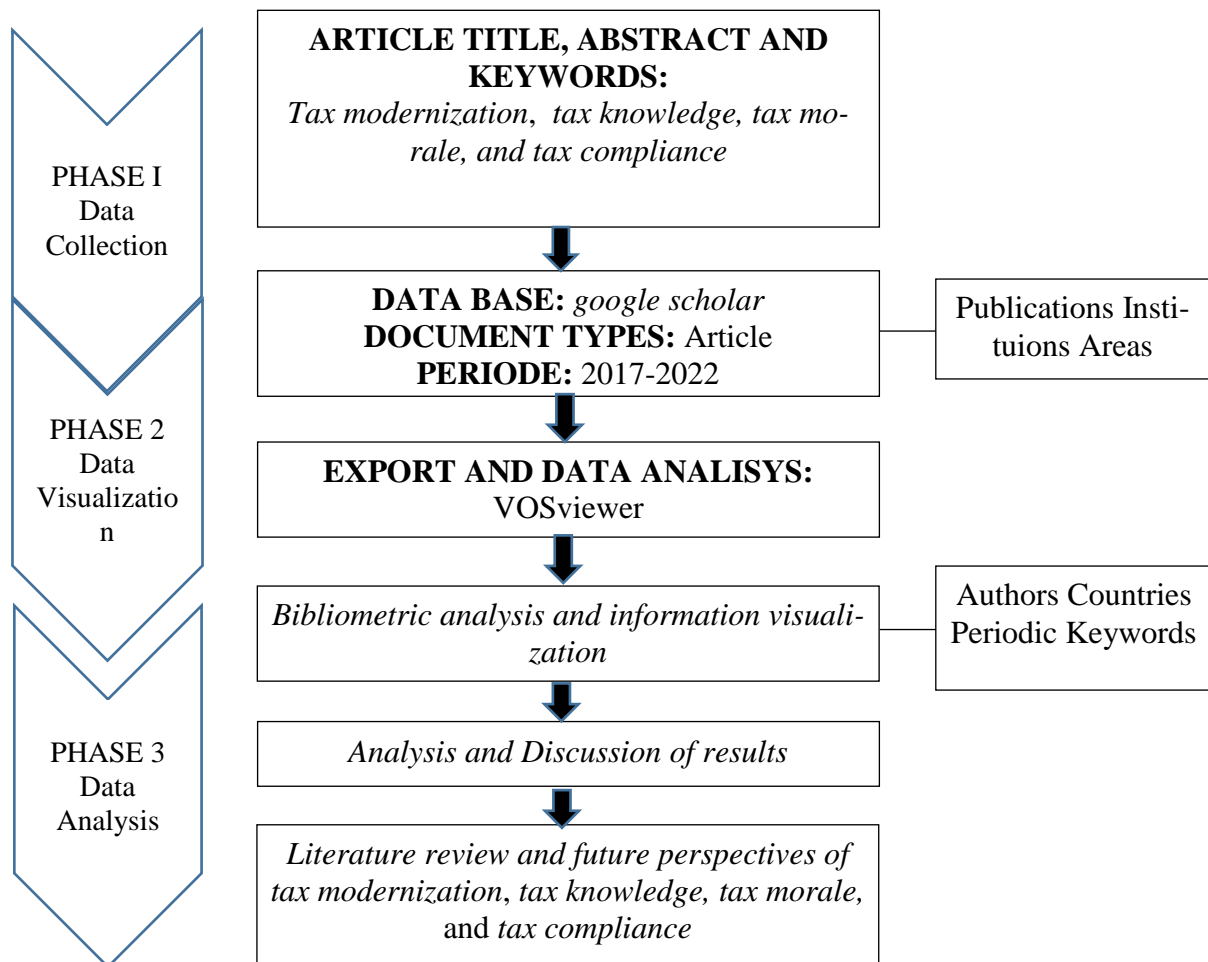 ARTICLE TITLE, ABSTRACT AND
KEYWORDS:
Tax modernization, tax knowledge, tax mo-
rale, and tax compliance
PHASE I
Data
Collection
DATA BASE: google scholar
DOCUMENT TYPES: Article
PERIODE: 2017-2022
Publications Insti-
tuions Areas
PHASE 2
Data
Visualizatio
n
EXPORT AND DATA ANALISYS:
VOSviewer
Bibliometric analysis and information visuali-
zation
Authors Countries
Periodic Keywords
PHASE 3
Data
Analysis
Analysis and Discussion of results
Literature review and future perspectives of
tax modernization, tax knowledge, tax morale,
and tax compliance